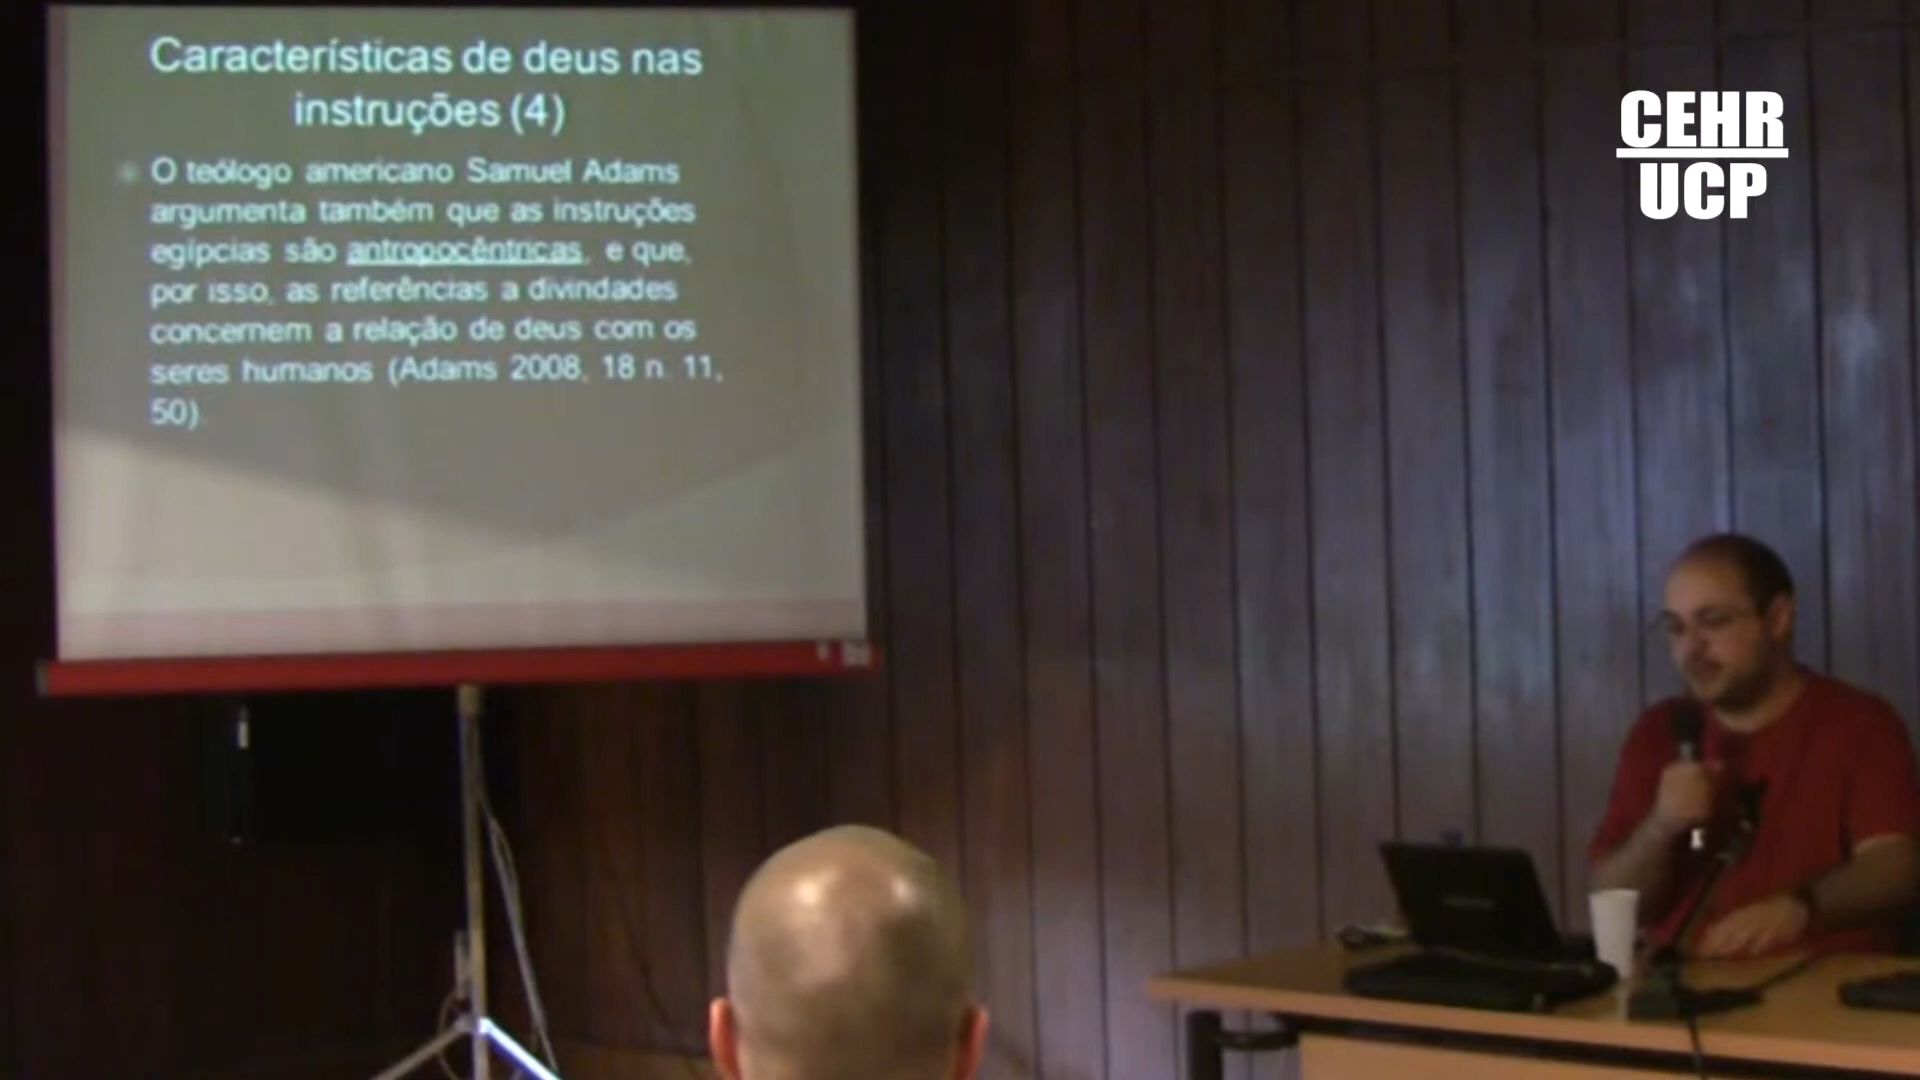 Características de deus nas
instruções (4)
O teólogo americano Samuel Adams
argumenta também que as instruções
egípcias são antropocêntricas, e que,
por isso, as referências a divindades
concernem a relação de deus com os
seres humanos (Adams 2008, 18 n. 11,
50).
CEHR
UCP